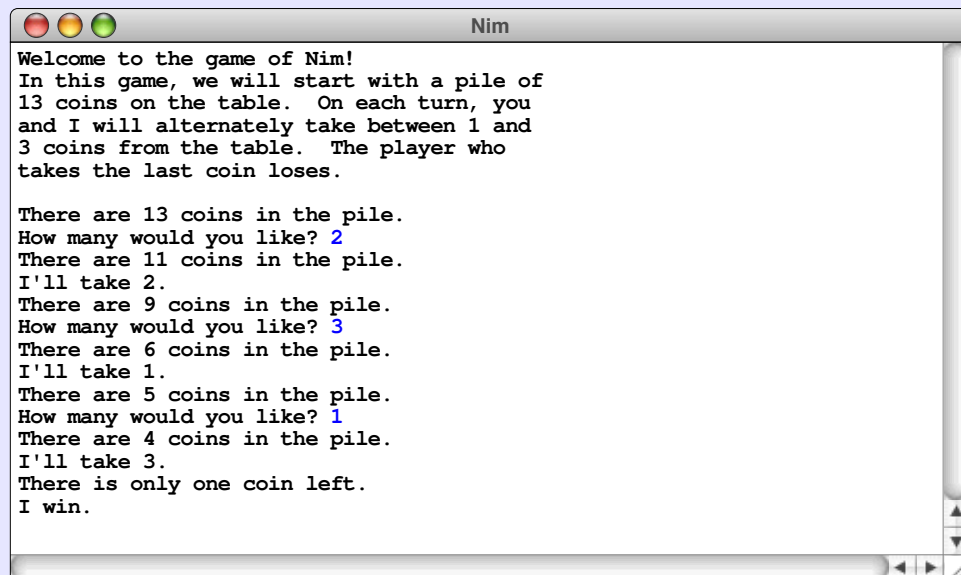 Nim
Welcome to the game of Nim!
In this game, we will start with a pile of
13 coins on the table.  On each turn, you
and I will alternately take between 1 and
3 coins from the table.  The player who
takes the last coin loses.
There are 13 coins in the pile.
How many would you like? 2
There are 11 coins in the pile.
I'll take 2.
There are 9 coins in the pile.
How many would you like? 3
There are 6 coins in the pile.
I'll take 1.
There are 5 coins in the pile.
How many would you like? 1
There are 4 coins in the pile.
I'll take 3.
There is only one coin left.
I win.